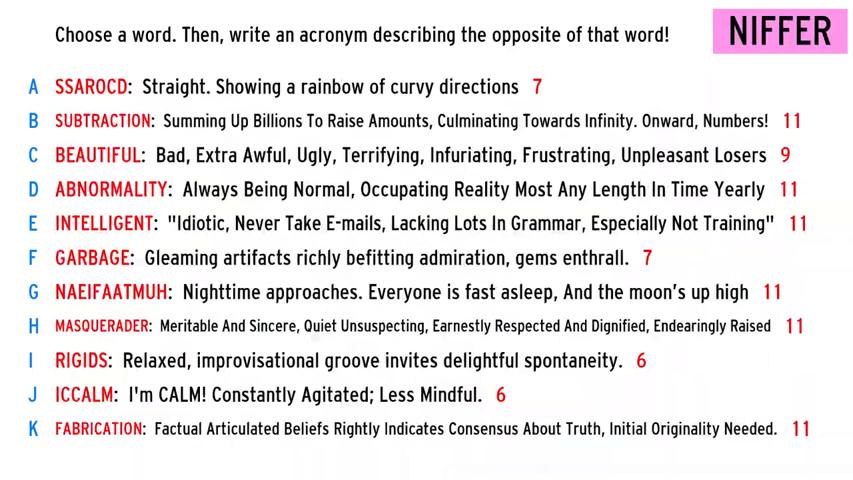 Choose a word. Then, write an acronym describing the opposite of that word! NIFFER
A SSAROCD: Straight. Showing a rainbow of curvy directions 7
B SUBTRACTION: Summing Up Billions To Raise Amounts, Culminating Towards Infinity. Onward, Numbers! 11
C BEAUTIFUL: Bad, Extra Awful, Ugly, Terrifying, Infuriating, Frustrating, Unpleasant Losers 9
D ABNORMALITY: Always Being Normal, Occupating Reality Most Any Length In Time Yearly 11
E INTELLIGENT: "Idiotic, Never Take E-mails, Lacking Lots In Grammar, Especially Not Training" 11
F GARBAGE: Gleaming artifacts richly befitting admiration, gems enthrall. 7
G NAEIFAATMUH: Nighttime approaches. Everyone is fast asleep, And the moon's up high 11
H MASQUERADER: Meritable And Sincere, Quiet Unsuspecting, Earnestly Respected And Dignified, Endearingly Raised 11
I RIGIDS: Relaxed, improvisational groove invites delightful spontaneity. 6
J ICCALM: I'm CALM! Constantly Agitated; Less Mindful. 6
K FABRICATION: Factual Articulated Beliefs Rightly Indicates Consensus About Truth, Initial Originality Needed. 11